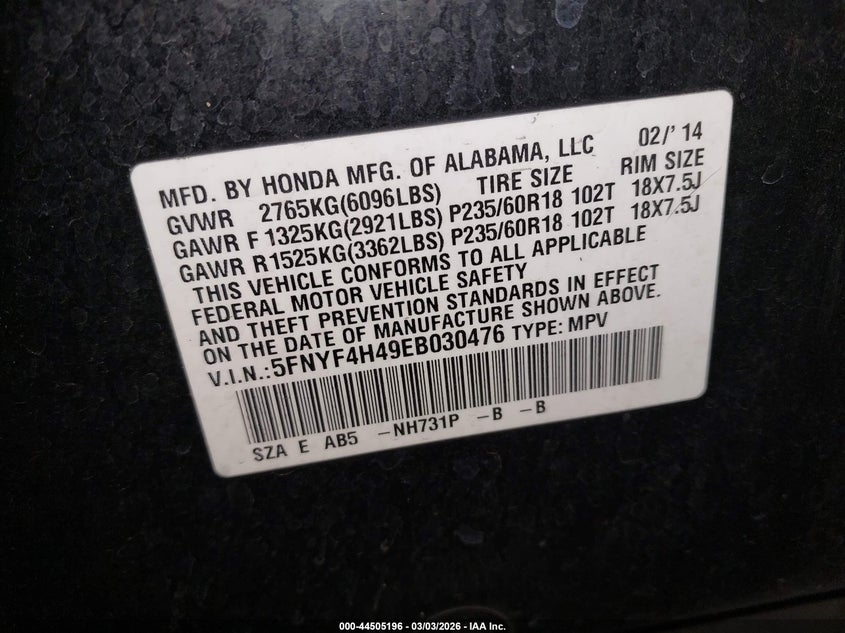 MFD. BY HONDA MFG. OF ALABAMA, LLC 02/' 14
GVWR 2765KG(6096LBS) TIRE SIZE RIM SIZE
GAWR F 1325KG(2921LBS) P235/60R18 102T 18X7.5J
GAWR R1525KG(3362LBS) P235/60R18 102T 18X7.5J
THIS VEHICLE CONFORMS TO ALL APPLICABLE
FEDERAL MOTOR VEHICLE SAFETY
AND THEFT PREVENTION STANDARDS IN EFFECT
ON THE DATE OF MANUFACTURE SHOWN ABOVE.
V.I.N.:5FNYF4H49EB030476 TYPE: MPV
SZA E AB5 -NH731P -B -B
000-44505196 - 03/03/2026 - IAA Inc.